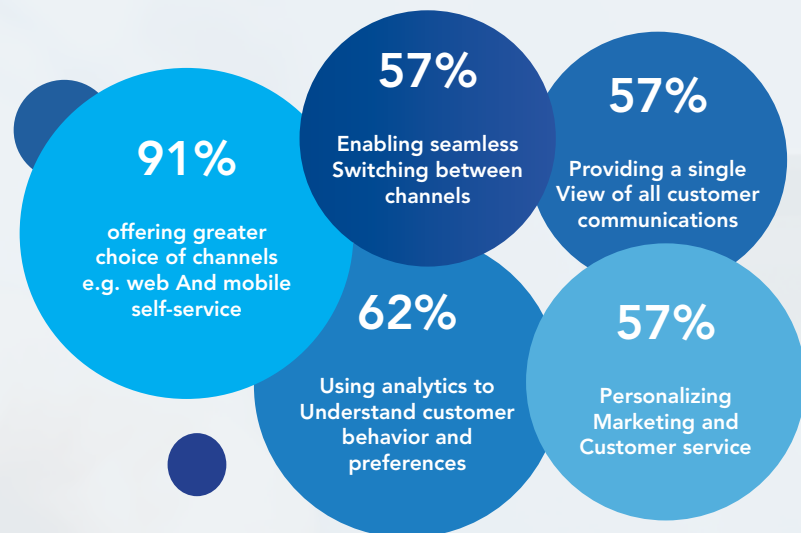 91%
offering greater
choice of channels
e.g. web And mobile
self-service
57%
Enabling seamless
Switching between
channels
57%
Providing a single
View of all customer
communications
62%
Using analytics to
Understand customer
behavior and
preferences
57%
Personalizing
Marketing and
Customer service